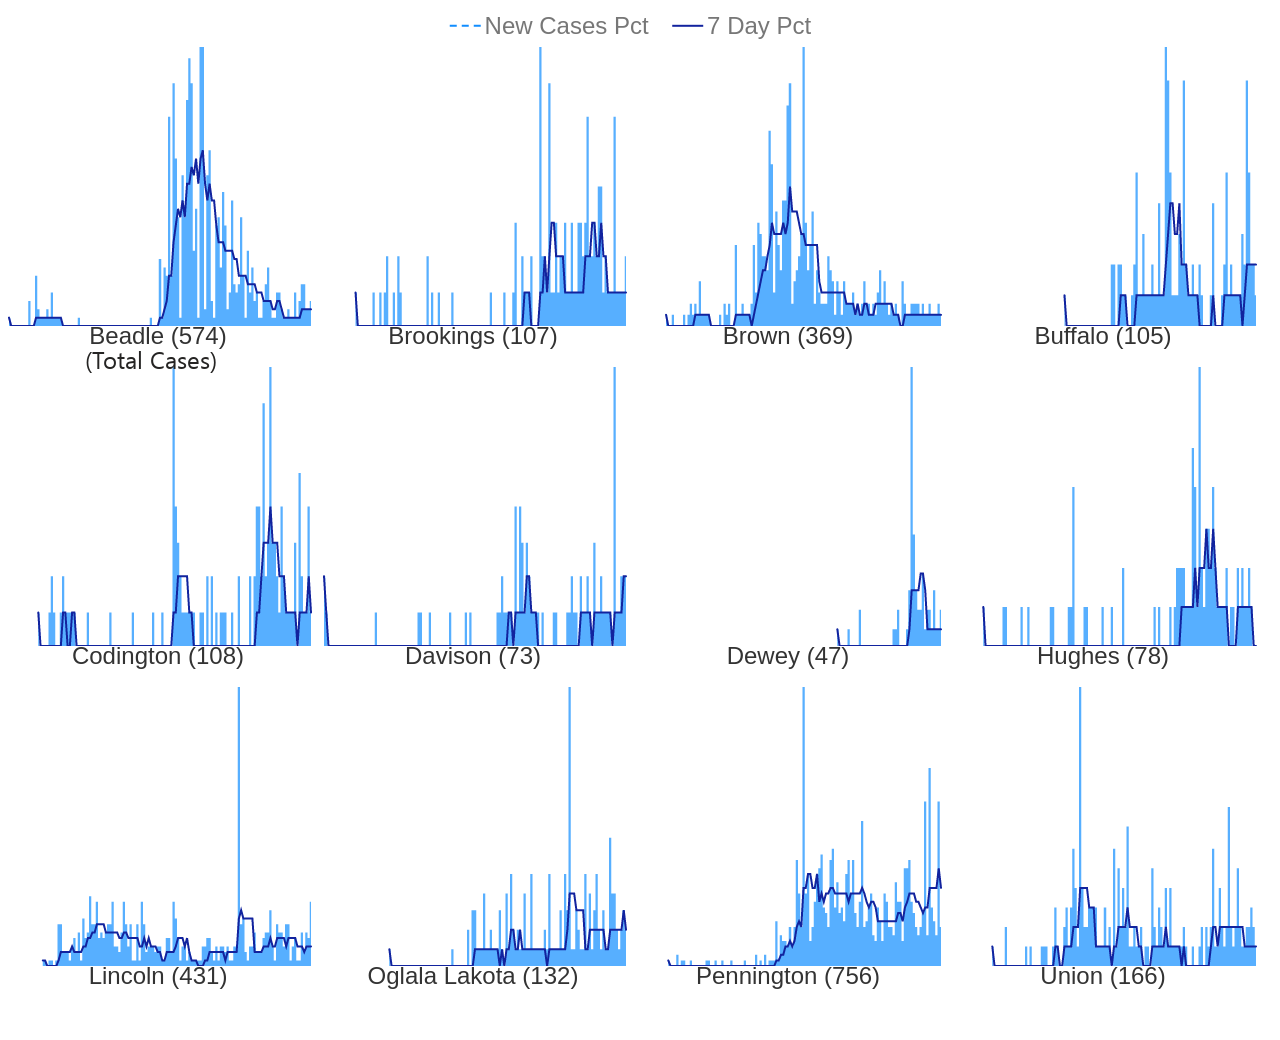 New Cases Pct 7 Day Pct
Beadle (574) Brookings (107) Brown (369) Buffalo (105)
(Total Cases)
Codington (108) Davison (73) Dewey (47) Hughes (78)
Lincoln (431) Oglala Lakota (132) Pennington (756) Union (166)